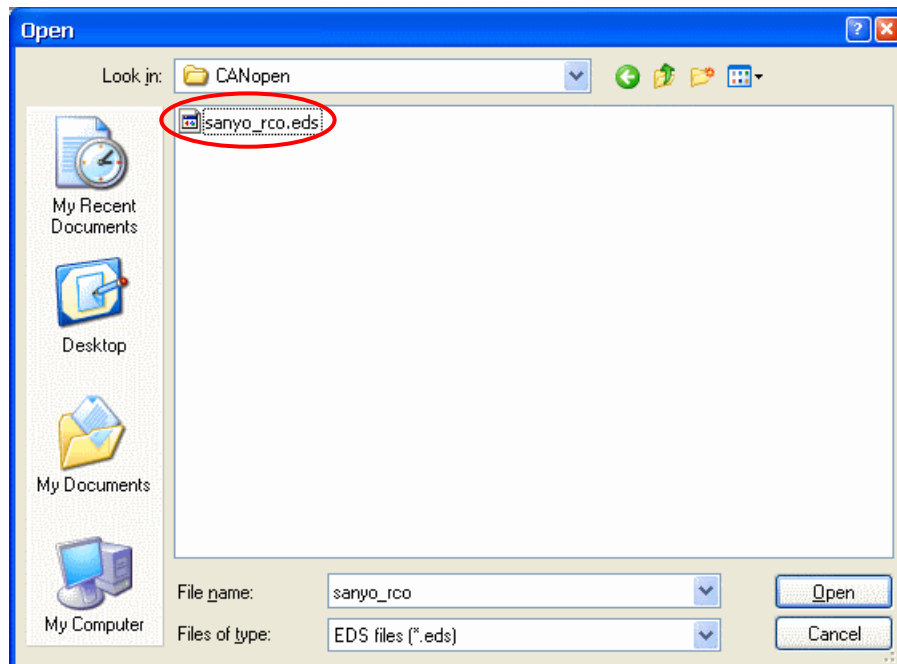 Open
Look in: CANopen
sanyo_rco.eds
My Recent
Documents
Desktop
My Documents
My Computer
File name: sanyo_rco Open
Files of type: EDS files (*.eds) Cancel